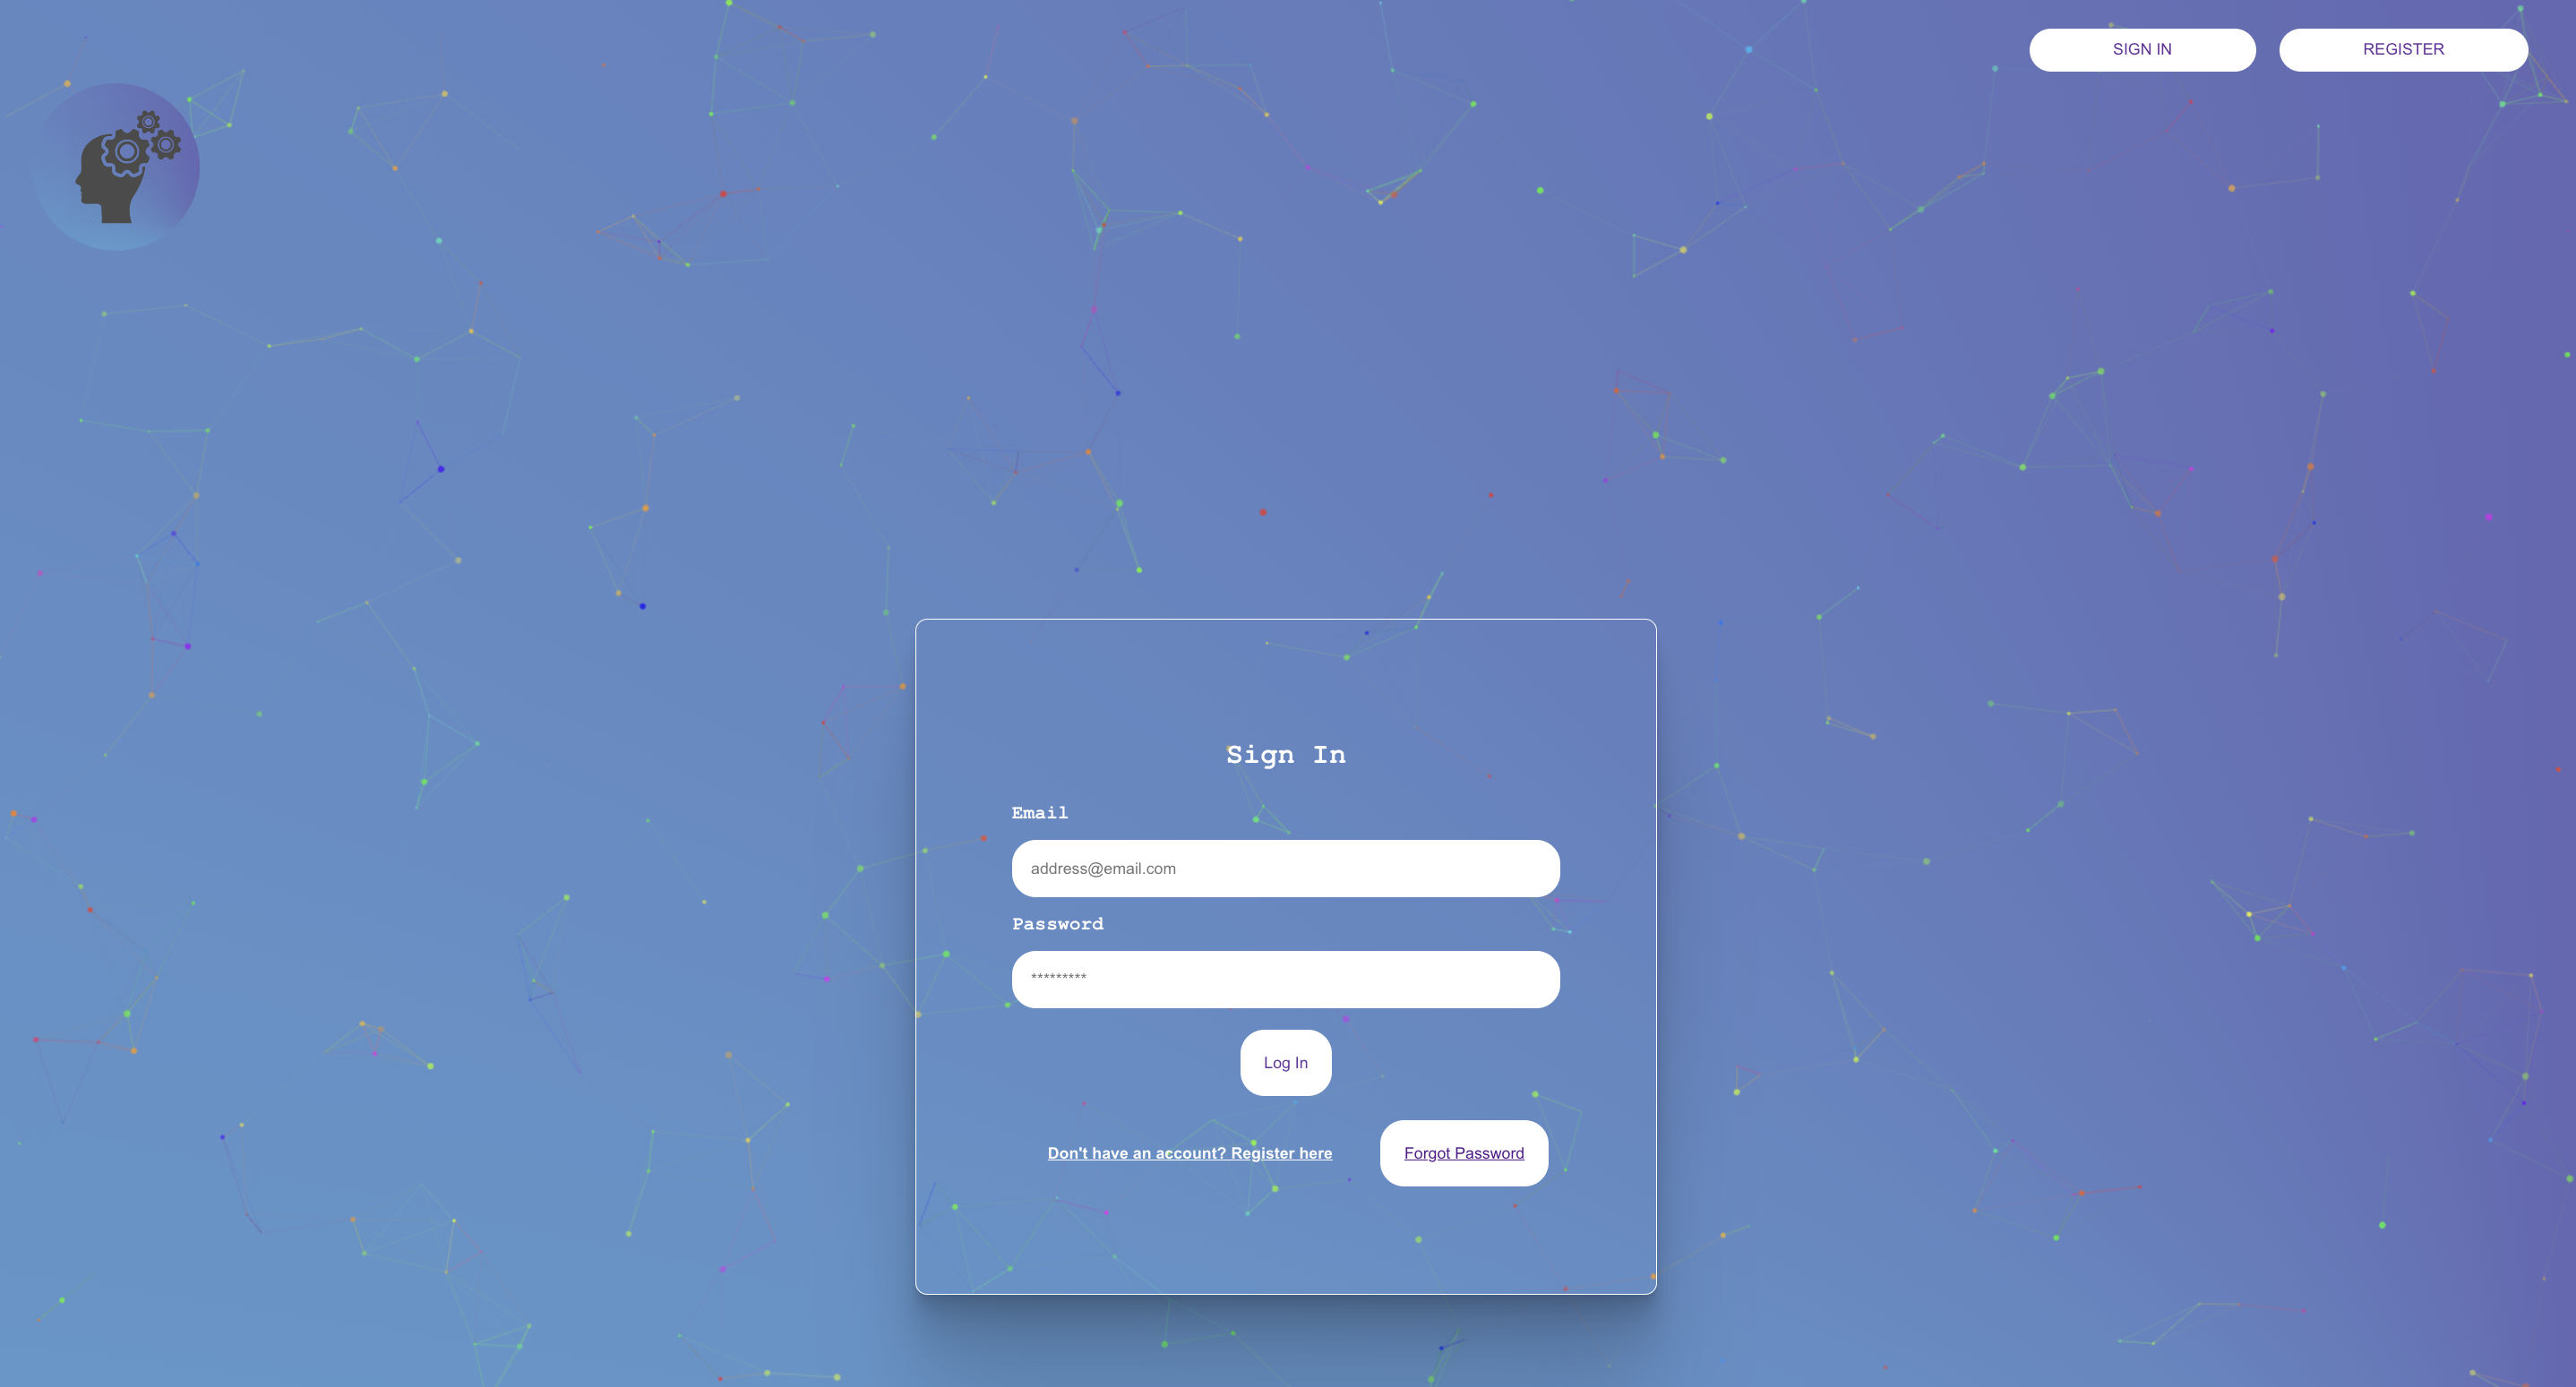 SIGN IN REGISTER
Sign In
Email
address@email.com
Password
*********
Log In
Don't have an account? Register here Forgot Password